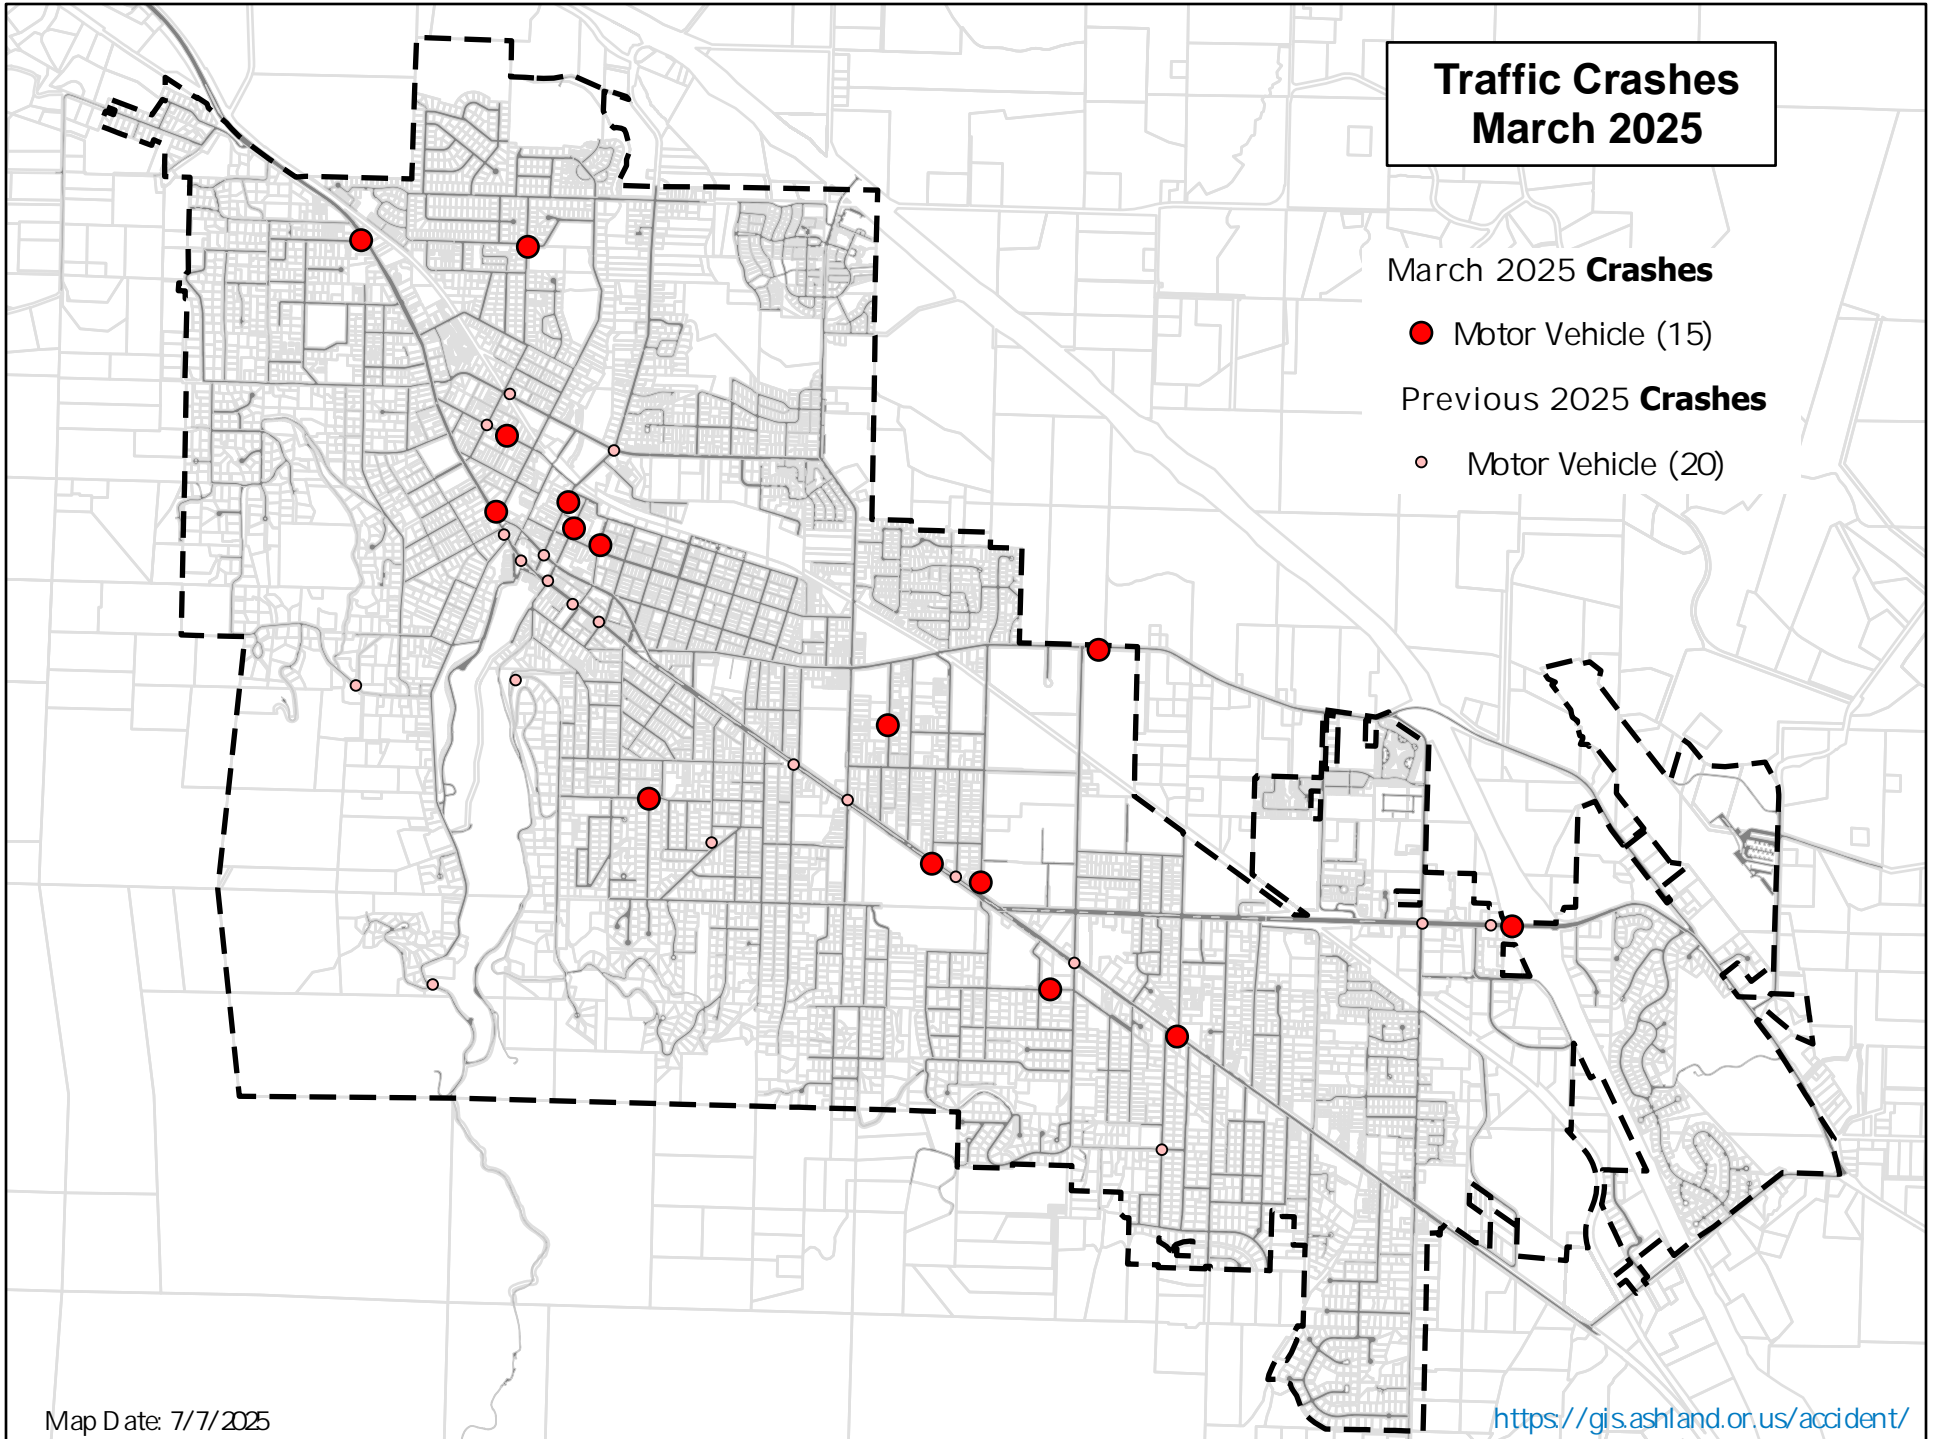 Traffic Crashes
March 2025
March 2025 Crashes
Motor Vehicle (15)
Previous 2025 Crashes
Motor Vehicle (20)
Map Date: 7/7/2025
https://gis.ashland.or.us/accident/